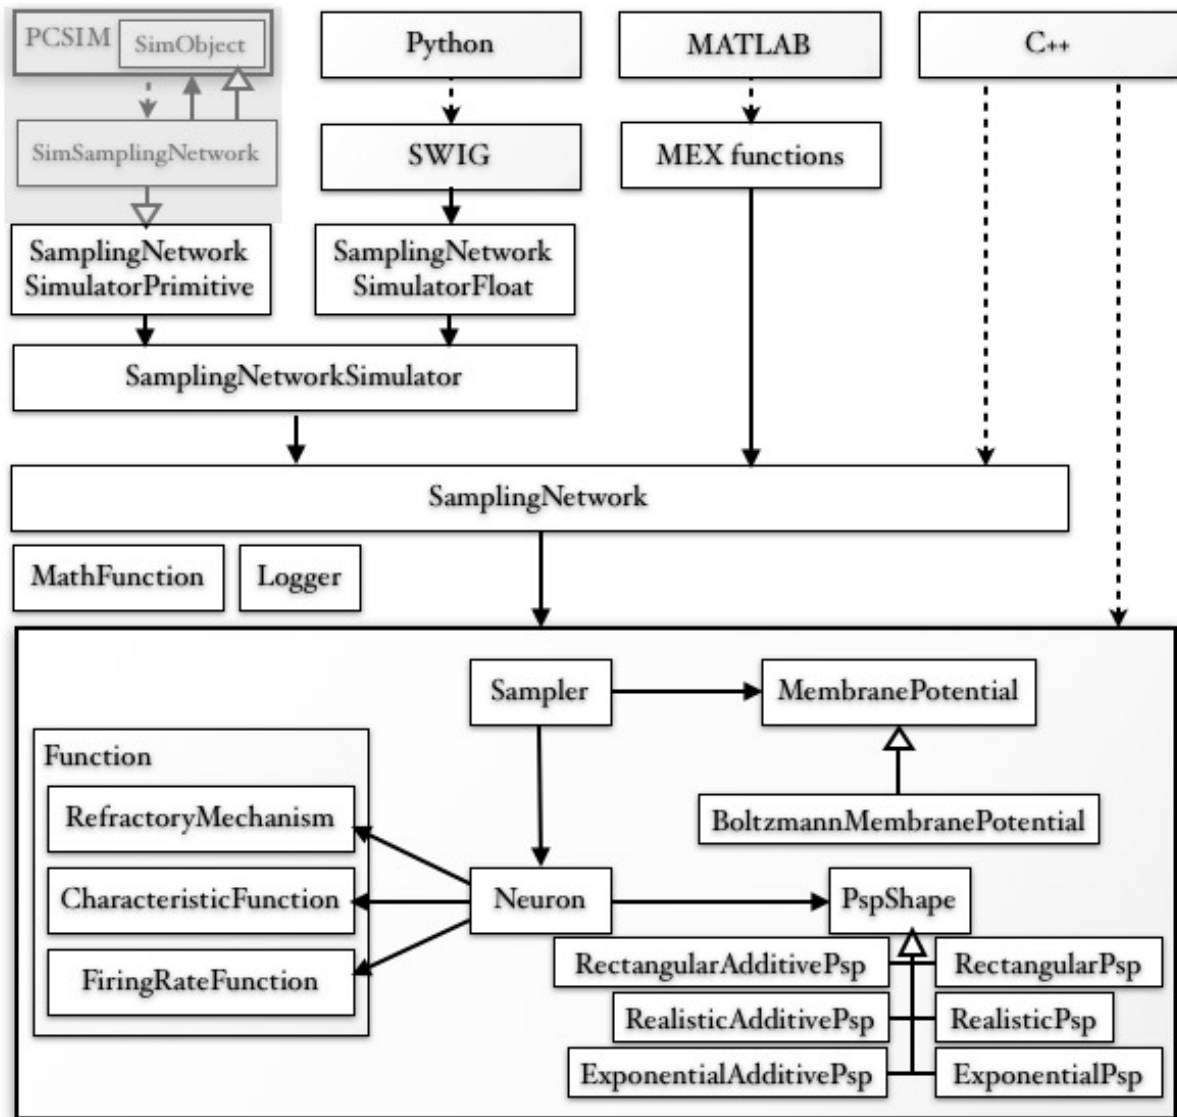 PCSIM
SimObject
Python
MATLAB
C++
SimSamplingNetwork
SWIG
MEX functions
SamplingNetwork
SimulatorPrimitive
SamplingNetwork
SimulatorFloat
SamplingNetworkSimulator
SamplingNetwork
MathFunction
Logger
Sampler
MembranePotential
Function
RefractoryMechanism
BoltzmannMembranePotential
CharacteristicFunction
Neuron
PspShape
FiringRateFunction
RectangularAdditivePsp
RectangularPsp
RealisticAdditivePsp
RealisticPsp
ExponentialAdditivePsp
ExponentialPsp